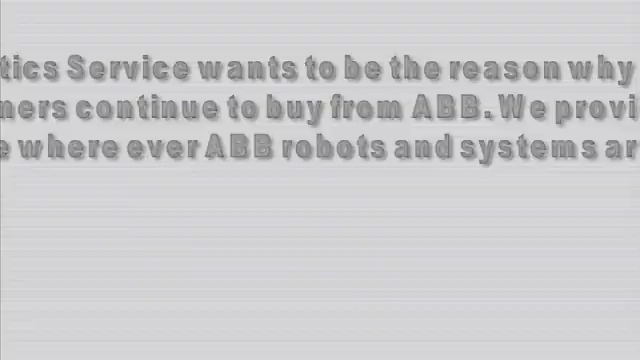 tics Service wants to be the reason why
mers continue to buy from ABB. We provi
e where ever ABB robots and systems ar